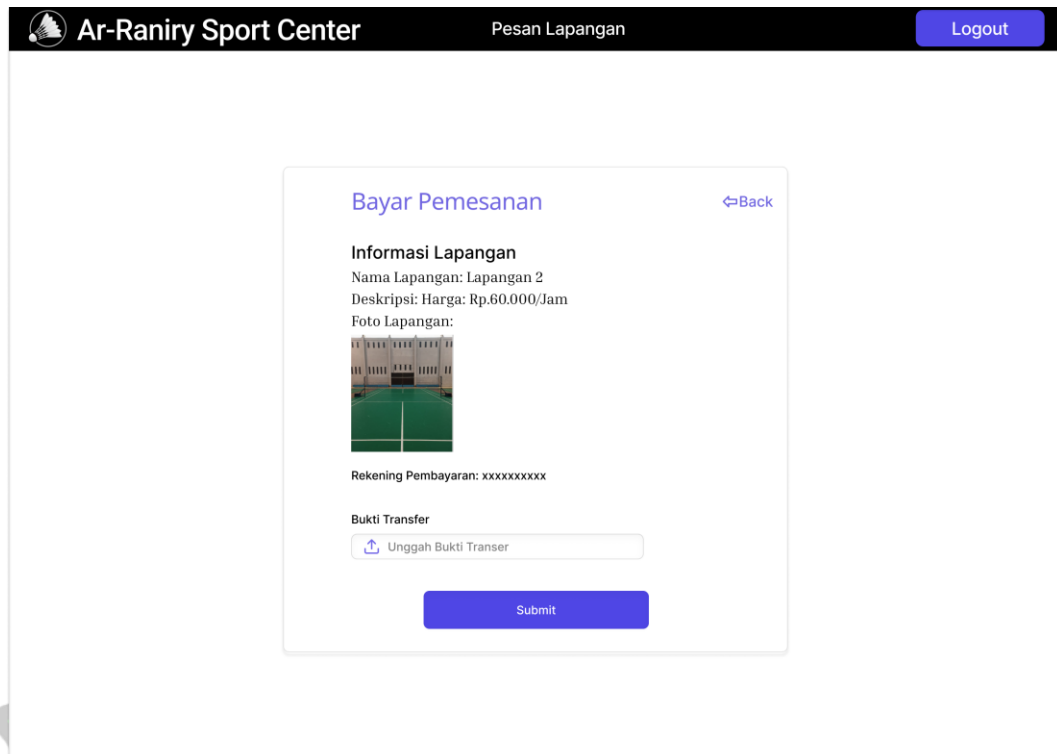 Ar-Raniry Sport Center Pesan Lapangan Logout
Bayar Pemesanan
⇦Back
Informasi Lapangan
Nama Lapangan: Lapangan 2
Deskripsi: Harga: Rp.60.000/Jam
Foto Lapangan:
Rekening Pembayaran: xxxxxxxxxx
Bukti Transfer
Unggah Bukti Transer
Submit